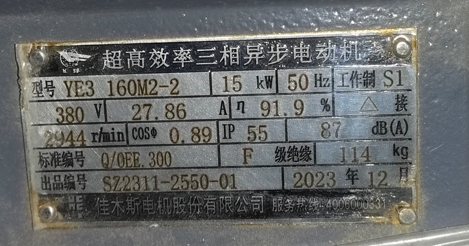 超高效率三相异步电动机
型号 YE3 160M2-2 15 kW 50 Hz 工作制 S1
380 V 27.86 A η 91.9 % △ 接
2944 r/min COSΦ 0.89 IP 55 87 dB(A)
标准编号 Q/0EE.300 F 级绝缘 114 kg
出品编号 SZ2311-2550-01 2023 年 12 月
佳木斯电机股份有限公司 服务热线:4006000331